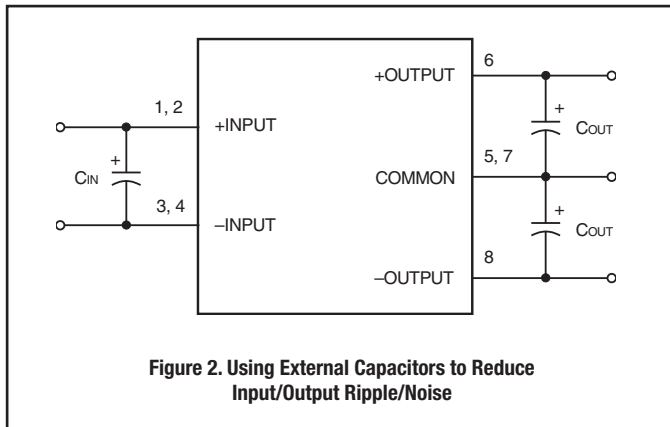 6
+OUTPUT
1, 2
+
+INPUT
COUT
5, 7
+
CIN
COMMON
+
3, 4
COUT
–INPUT
8
–OUTPUT
Figure 2. Using External Capacitors to Reduce
Input/Output Ripple/Noise